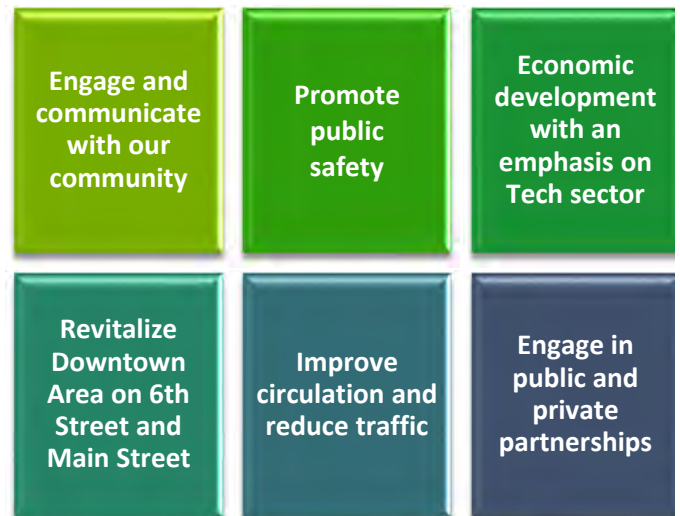 Engage and
communicate
with our
community
Promote
public
safety
Economic
development
with an
emphasis on
Tech sector
Revitalize
Downtown
Area on 6th
Street and
Main Street
Improve
circulation and
reduce traffic
Engage in
public and
private
partnerships